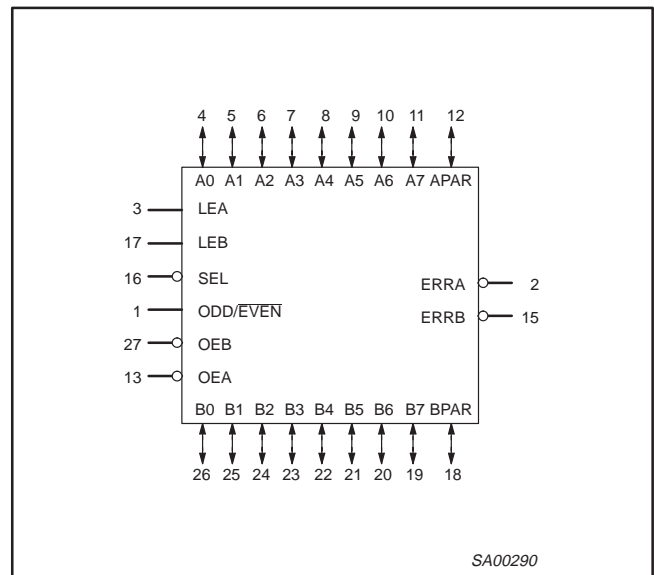 4 5 6 7 8 9 10 11 12
A0 A1 A2 A3 A4 A5 A6 A7 APAR
3 LEA
17 LEB
16 SEL
ERRA 2
1 ODD/EVEN
ERRB 15
27 OEB
13 OEA
B0 B1 B2 B3 B4 B5 B6 B7 BPAR
26 25 24 23 22 21 20 19 18
SA00290